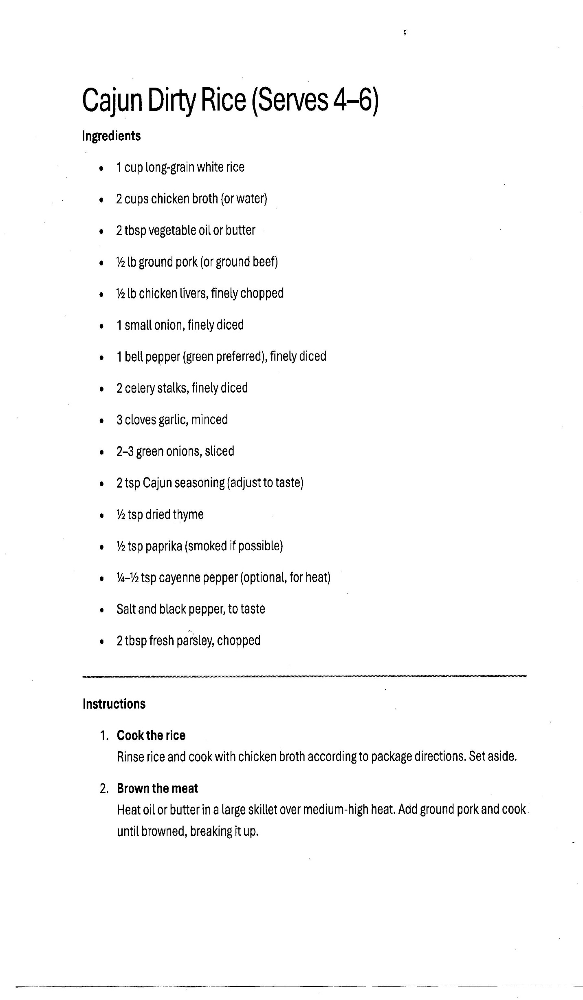 Cajun Dirty Rice (Serves 4–6)
Ingredients
• 1 cup long-grain white rice
• 2 cups chicken broth (or water)
• 2 tbsp vegetable oil or butter
• ½ lb ground pork (or ground beef)
• ½ lb chicken livers, finely chopped
• 1 small onion, finely diced
• 1 bell pepper (green preferred), finely diced
• 2 celery stalks, finely diced
• 3 cloves garlic, minced
• 2–3 green onions, sliced
• 2 tsp Cajun seasoning (adjust to taste)
• ½ tsp dried thyme
• ½ tsp paprika (smoked if possible)
• ¼–½ tsp cayenne pepper (optional, for heat)
• Salt and black pepper, to taste
• 2 tbsp fresh parsley, chopped
Instructions
1. Cook the rice
Rinse rice and cook with chicken broth according to package directions. Set aside.
2. Brown the meat
Heat oil or butter in a large skillet over medium-high heat. Add ground pork and cook
until browned, breaking it up.